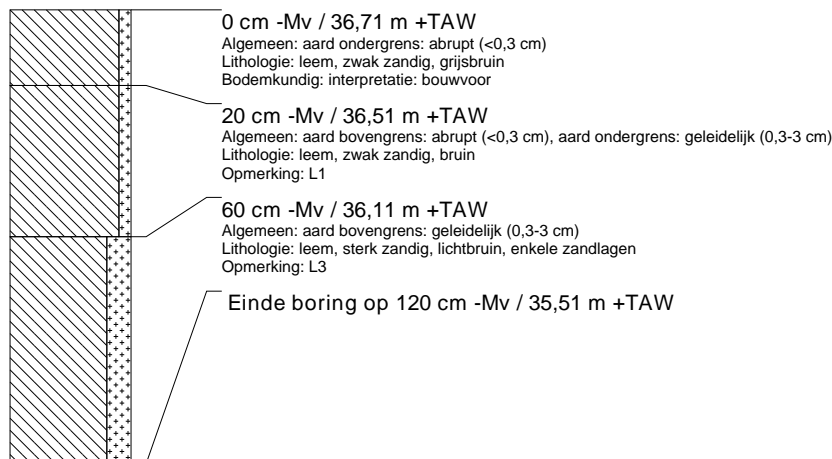 0 cm -Mv / 36,71 m +TAW
Algemeen: aard ondergrens: abrupt (<0,3 cm)
Lithologie: leem, zwak zandig, grijsbruin
Bodemkundig: interpretatie: bouwvoor
20 cm -Mv / 36,51 m +TAW
Algemeen: aard bovengrens: abrupt (<0,3 cm), aard ondergrens: geleidelijk (0,3-3 cm)
Lithologie: leem, zwak zandig, bruin
Opmerking: L1
60 cm -Mv / 36,11 m +TAW
Algemeen: aard bovengrens: geleidelijk (0,3-3 cm)
Lithologie: leem, sterk zandig, lichtbruin, enkele zandlagen
Opmerking: L3
Einde boring op 120 cm -Mv / 35,51 m +TAW